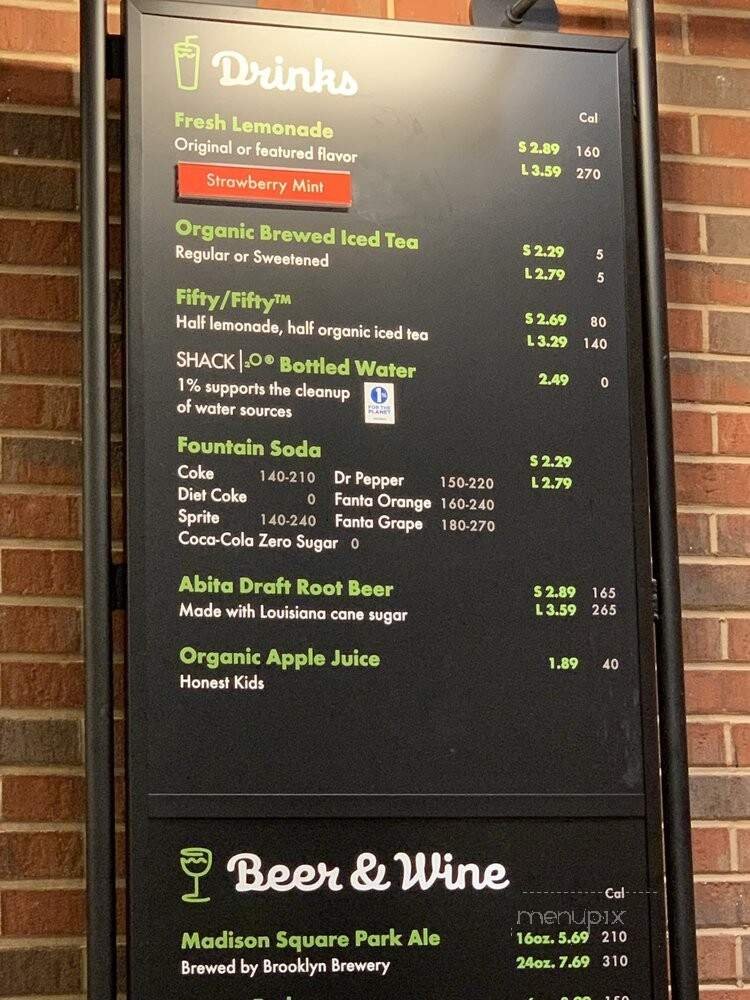 Drinks
Cal
Fresh Lemonade S 2.89 160
Original or featured flavor L 3.59 270
Strawberry Mint
Organic Brewed Iced Tea S 2.29 5
Regular or Sweetened L 2.79 5
Fifty/Fifty™ S 2.69 80
Half lemonade, half organic iced tea L 3.29 140
SHACK₂O® Bottled Water 2.49 0
1% supports the cleanup
of water sources
1%
FOR THE
PLANET
Fountain Soda S 2.29
Coke 140-210 Dr Pepper 150-220 L 2.79
Diet Coke 0 Fanta Orange 160-240
Sprite 140-240 Fanta Grape 180-270
Coca-Cola Zero Sugar 0
Abita Draft Root Beer S 2.89 165
Made with Louisiana cane sugar L 3.59 265
Organic Apple Juice 1.89 40
Honest Kids
Beer & Wine
Cal
menupix
Madison Square Park Ale 16oz. 5.69 210
Brewed by Brooklyn Brewery 24oz. 7.69 310